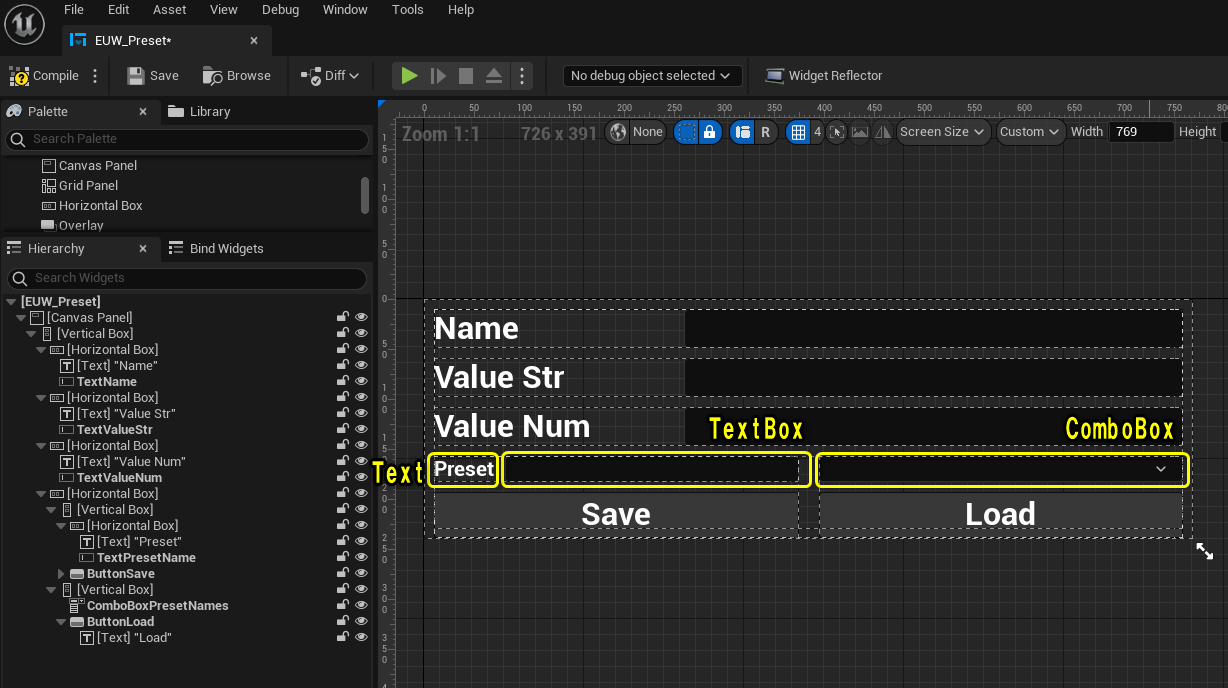 File Edit Asset View Debug Window Tools Help
EUW_Preset*
Compile Save Browse Diff No debug object selected Widget Reflector
Palette Library
Search Palette
Canvas Panel
Grid Panel
Horizontal Box
Overlay
Hierarchy Bind Widgets
Search Widgets
[EUW_Preset]
[Canvas Panel]
[Vertical Box]
[Horizontal Box]
[Text] "Name"
TextName
[Horizontal Box]
[Text] "Value Str"
TextValueStr
[Horizontal Box]
[Text] "Value Num"
TextValueNum
[Horizontal Box]
[Vertical Box]
[Horizontal Box]
[Text] "Preset"
TextPresetName
ButtonSave
[Vertical Box]
ComboBoxPresetNames
ButtonLoad
[Text] "Load"
0 50 100 150 200 250 300 350 400 450 500 550 600 650 700 750
Zoom 1:1 726 x 391 None R 4 Screen Size Custom Width 769 Height
Name
Value Str
Value Num TextBox ComboBox
Text Preset
Save Load